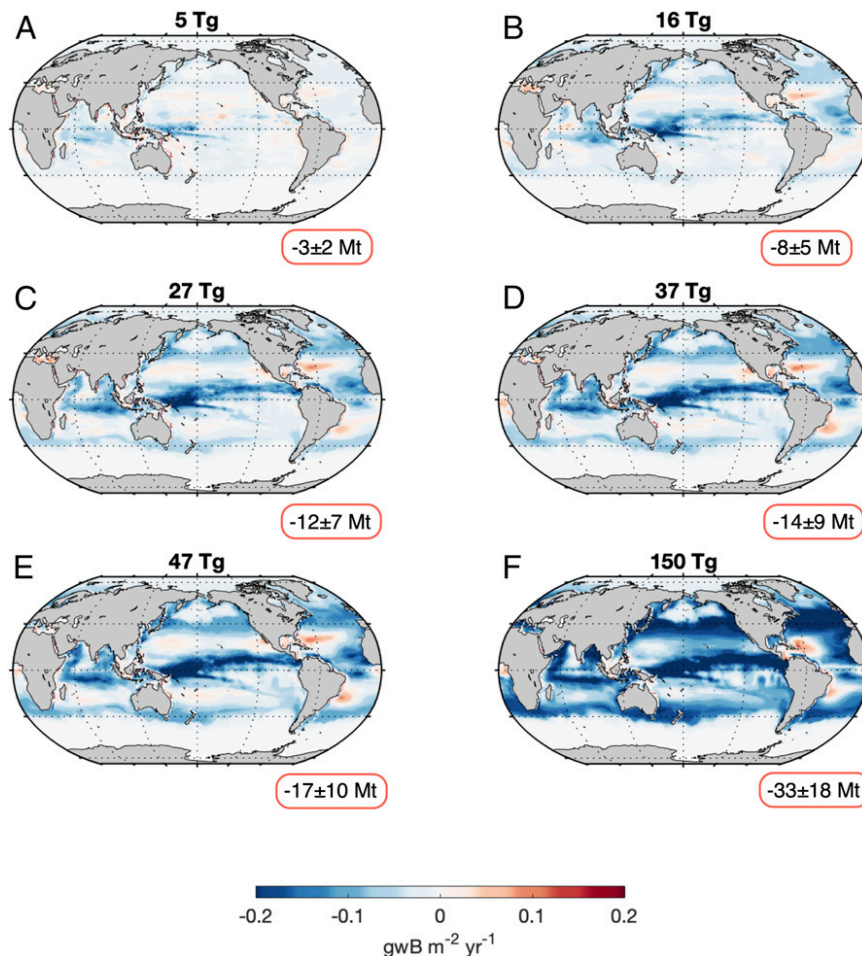 A
5 Tg
B
16 Tg
-3±2 Mt
-8±5 Mt
C
27 Tg
D
37 Tg
-12±7 Mt
-14±9 Mt
E
47 Tg
F
150 Tg
-17±10 Mt
-33±18 Mt
-0.2 -0.1 0 0.1 0.2
gwB m⁻² yr⁻¹